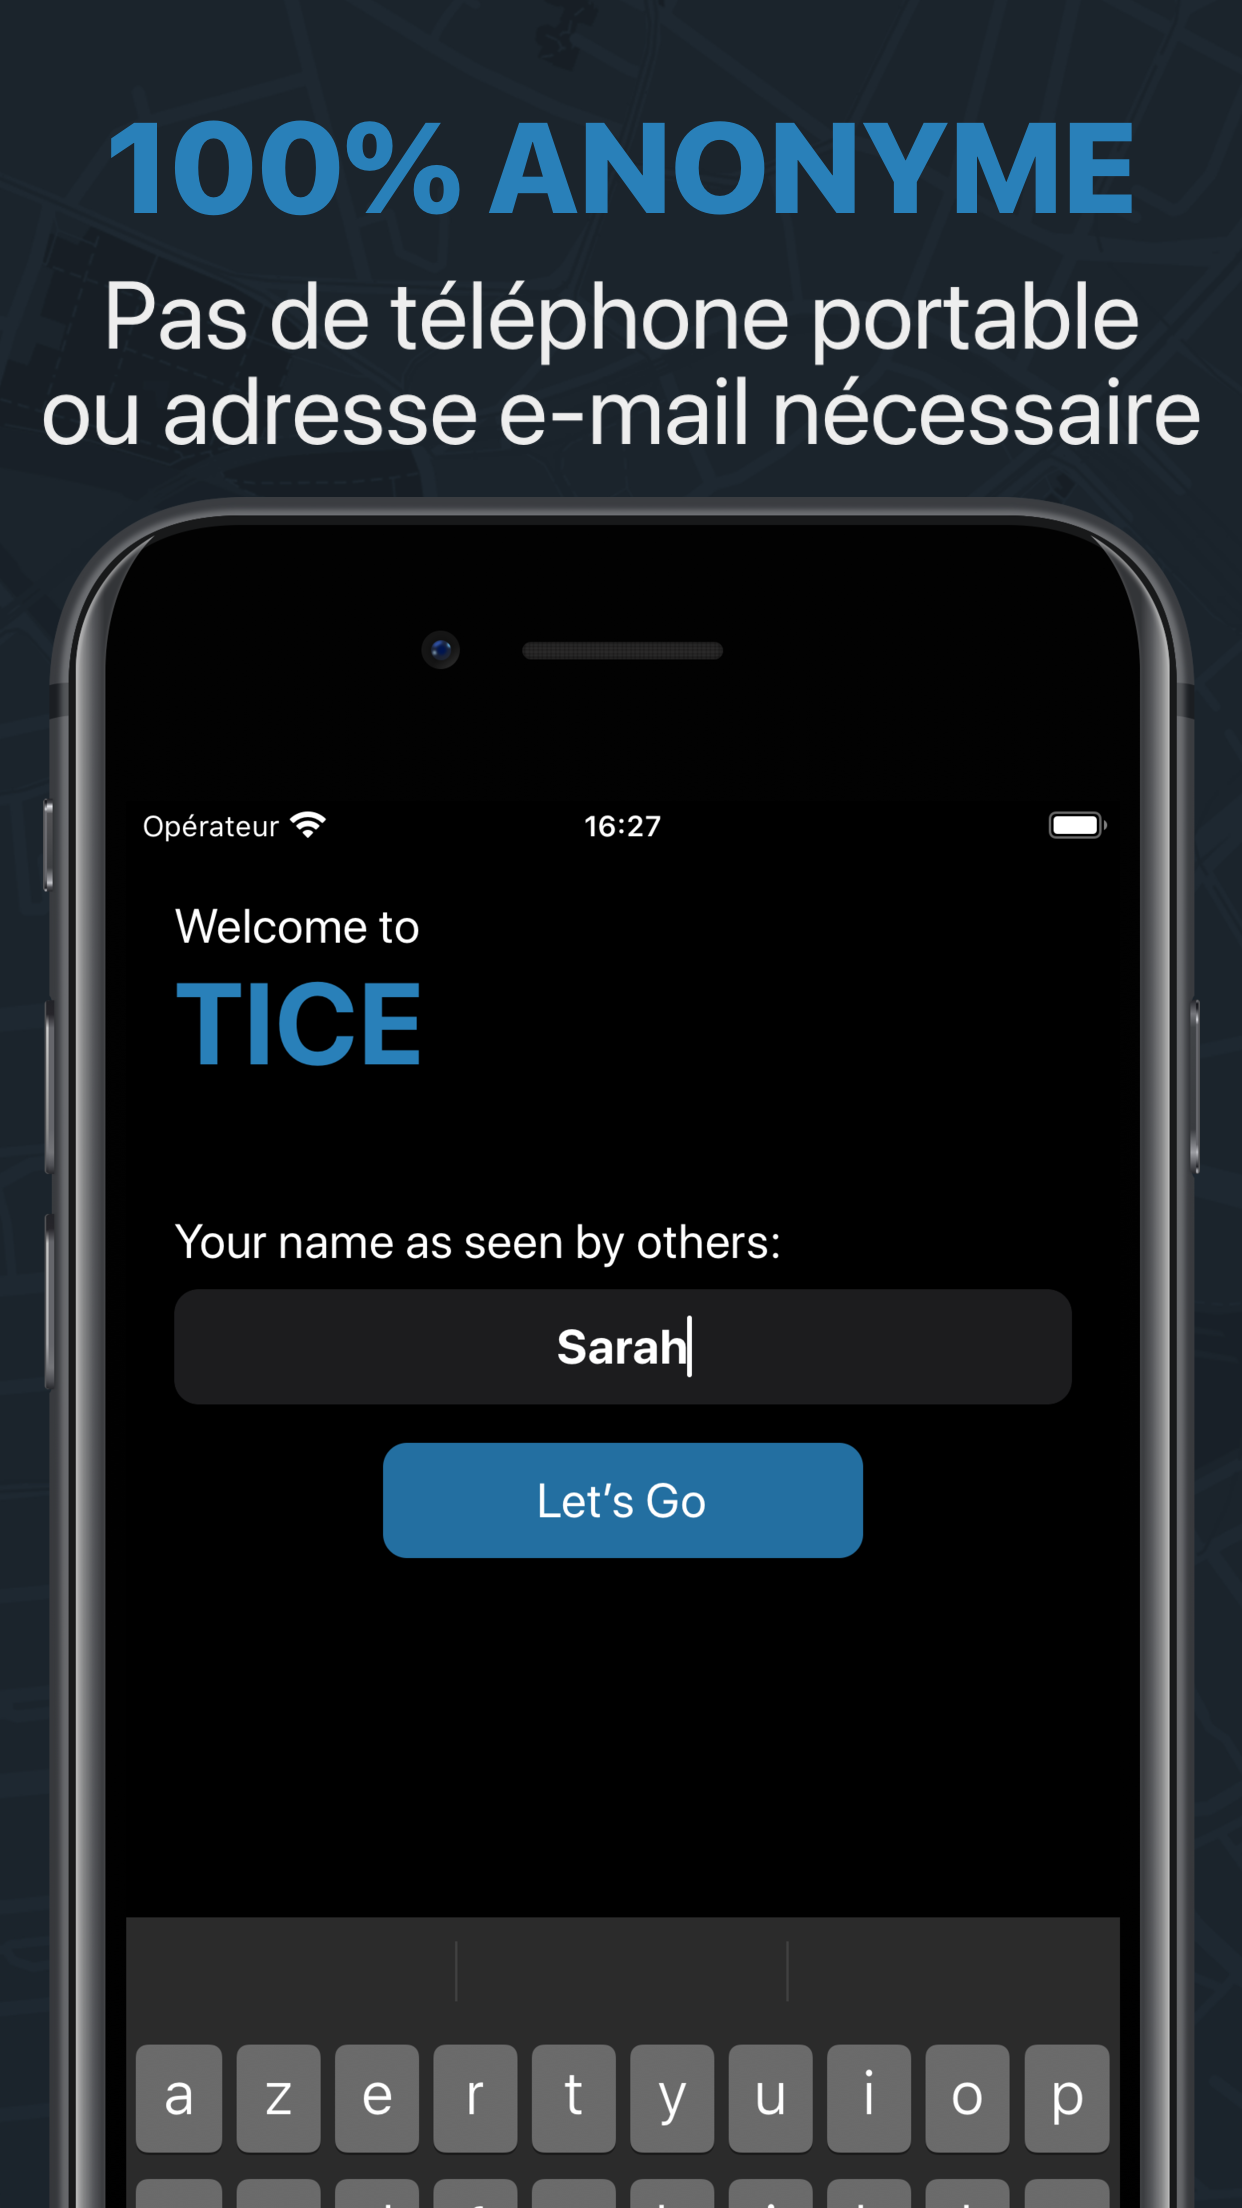 100% ANONYME
Pas de téléphone portable
ou adresse e-mail nécessaire
Opérateur 16:27
Welcome to
TICE
Your name as seen by others:
Sarah
Let’s Go
a z e r t y u i o p